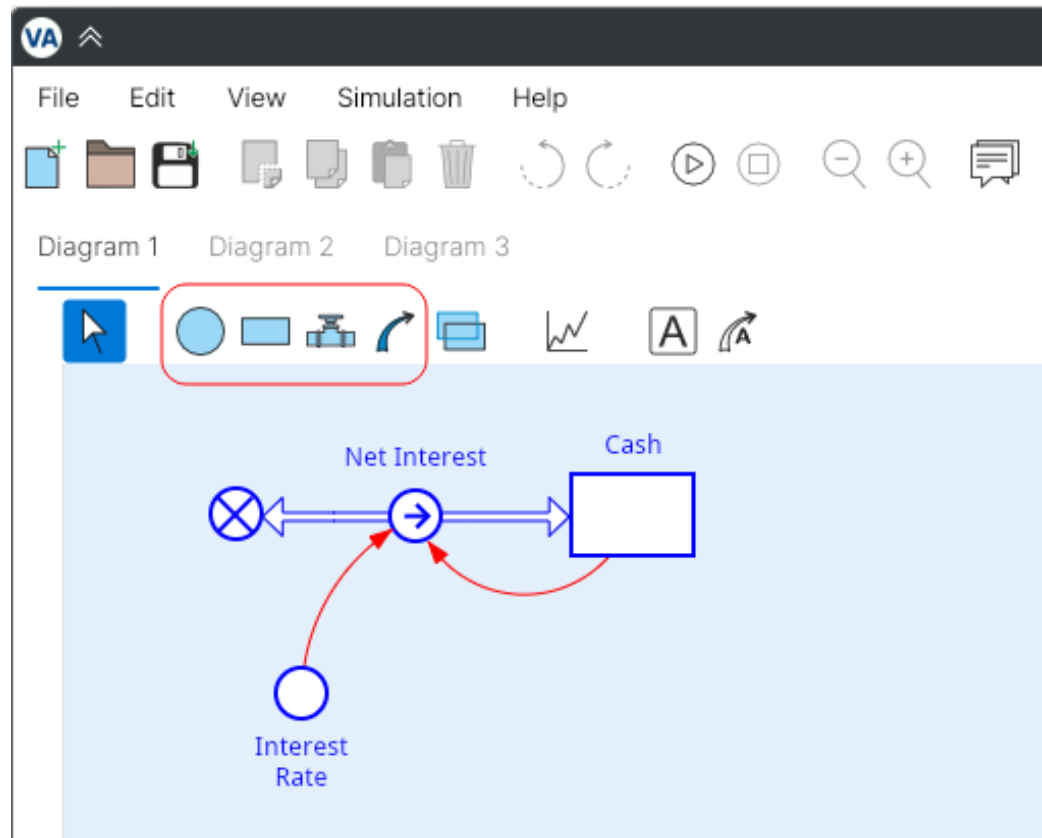 VA
File Edit View Simulation Help
Diagram 1 Diagram 2 Diagram 3
A A
Net Interest
Cash
Interest
Rate